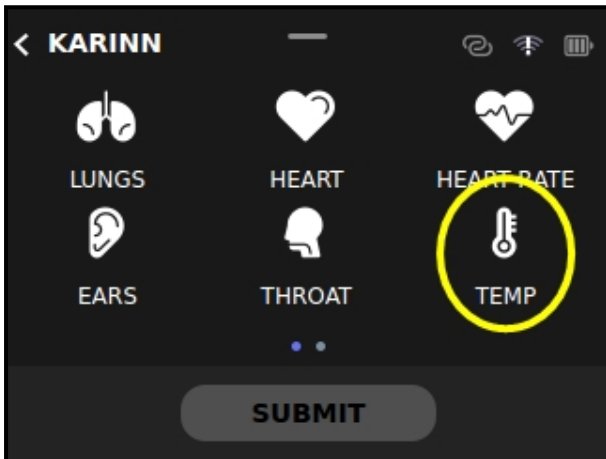 KARINN
LUNGS HEART HEART RATE
EARS THROAT TEMP
SUBMIT